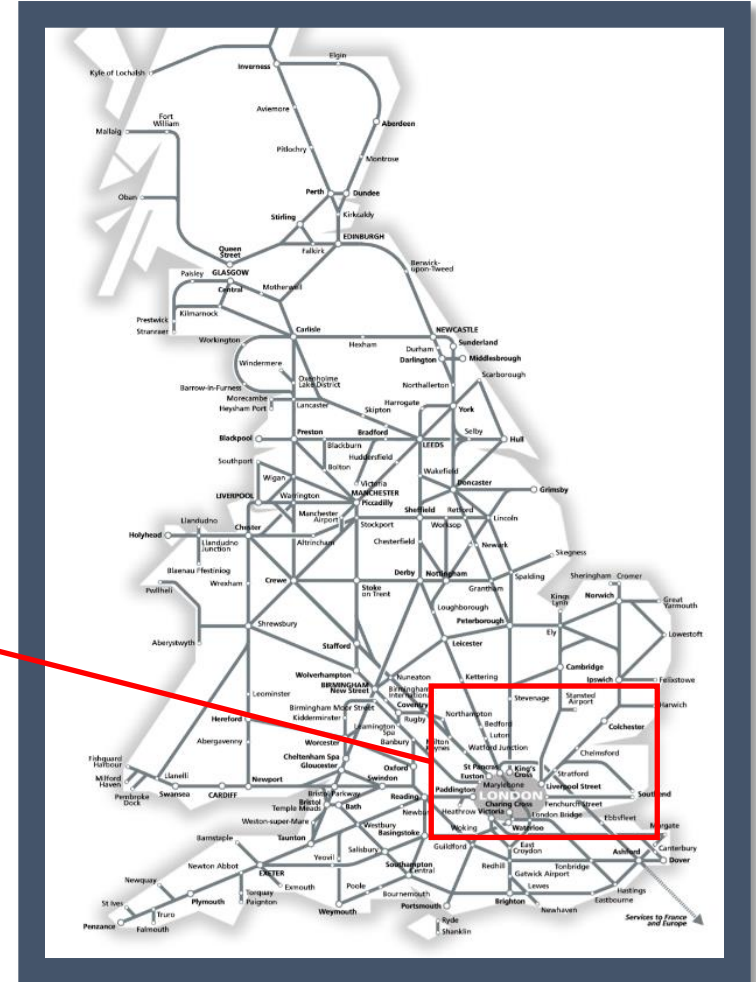 Elgin
Kyle of Lochalsh
Inverness
Aviemore
Fort
William
Aberdeen
Mallaig
Pitlochry
Montrose
Oban
Perth
Dundee
Stirling
Kirkcaldy
EDINBURGH
Queen
Street
Falkirk
Berwick-
upon-Tweed
Paisley
GLASGOW
Central
Motherwell
Prestwick
Kilmarnock
Stranraer
Carlisle
NEWCASTLE
Workington
Hexham
Sunderland
Durham
Darlington
Middlesbrough
Windermere
Scarborough
Oxenholme
Lake District
Northallerton
Barrow-in-Furness
Morecambe
Heysham Port
Lancaster
Harrogate
York
Skipton
Blackpool
Preston
Bradford
LEEDS
Selby
Hull
Blackburn
Southport
Huddersfield
Bolton
Wakefield
Wigan
Victoria
Doncaster
Grimsby
LIVERPOOL
Warrington
MANCHESTER
Piccadilly
Manchester
Airport
Sheffield
Retford
Lincoln
Llandudno
Stockport
Worksop
Holyhead
Chester
Llandudno
Junction
Altrincham
Chesterfield
Newark
Skegness
Blaenau Ffestiniog
Wrexham
Crewe
Stoke
on Trent
Derby
Nottingham
Grantham
Spalding
Sheringham
Cromer
Pwllheli
Kings
Lynn
Norwich
Great
Yarmouth
Loughborough
Peterborough
Shrewsbury
Ely
Lowestoft
Aberystwyth
Stafford
Leicester
Cambridge
Wolverhampton
Nuneaton
Kettering
Ipswich
Felixstowe
BIRMINGHAM
New Street
Birmingham
International
Leominster
Coventry
Stevenage
Stansted
Airport
Harwich
Birmingham Moor Street
Kidderminster
Rugby
Northampton
Hereford
Bedford
Colchester
Leamington
Spa
Milton
Keynes
Luton
Abergavenny
Worcester
Banbury
Watford Junction
Chelmsford
Cheltenham Spa
Gloucester
Oxford
St Pancras
King's
Cross
Euston
Stratford
Fishguard
Harbour
Llanelli
Newport
Swindon
Marylebone
Liverpool Street
Milford
Haven
Paddington
LONDON
Southend
Pembroke
Dock
Swansea
CARDIFF
Bristol Parkway
Reading
Charing Cross
Fenchurch Street
Bristol
Temple Meads
Bath
Newbury
Heathrow
Victoria
London Bridge
Ebbsfleet
Weston-super-Mare
Westbury
Basingstoke
Woking
Waterloo
Margate
Barnstaple
Taunton
Salisbury
Guildford
East
Croydon
Canterbury
Ashford
Dover
Newton Abbot
Yeovil
Southampton
Central
Redhill
Tonbridge
EXETER
Gatwick Airport
Newquay
Exmouth
Poole
Lewes
Hastings
St Ives
Plymouth
Torquay
Paignton
Bournemouth
Eastbourne
Truro
Weymouth
Portsmouth
Brighton
Newhaven
Penzance
Falmouth
Ryde
Shanklin
Services to France
and Europe